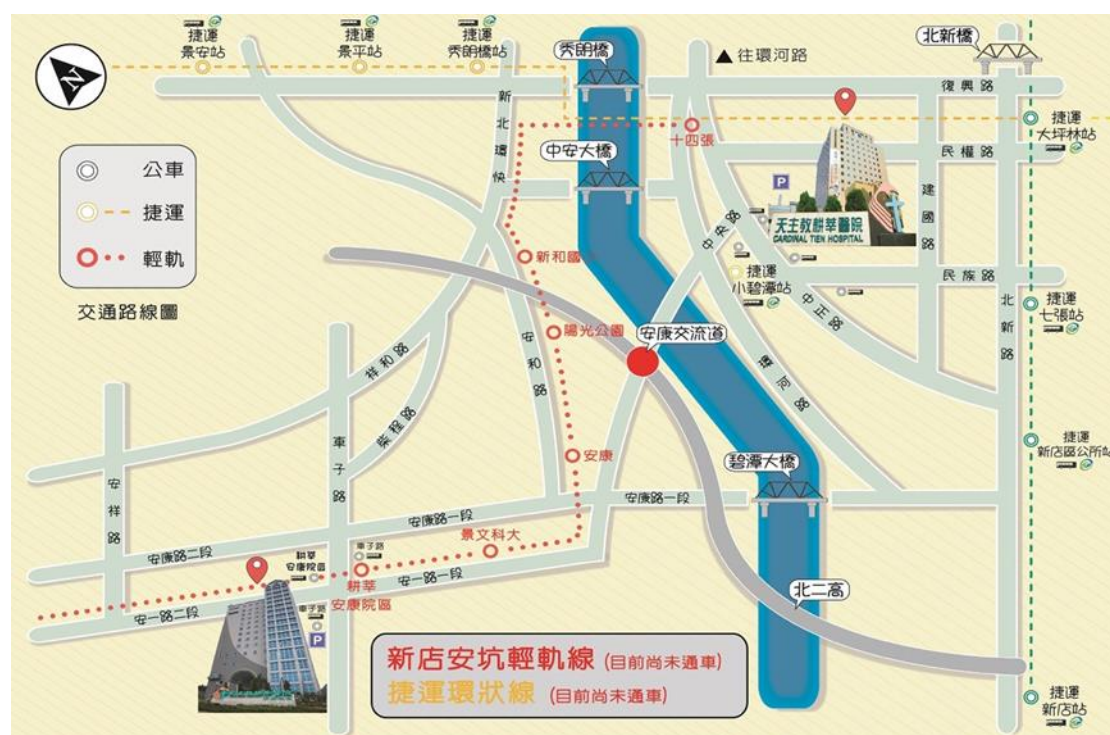 捷運
景安站
捷運
景平站
捷運
秀朗橋站
秀朗橋
▲往環河路
北新橋
復興路
N
新北環快
十四張
捷運
大坪林站
公車
捷運
輕軌
交通路線圖
中安大橋
民權路
建國路
P
天主教耕莘醫院
CARDINAL TIEN HOSPITAL
中央路
新和國
捷運
小碧潭站
民族路
中正路
北新路
捷運
七張站
陽光公園
安康交流道
環河路
安和路
祥和路
柴程路
車子路
安康
捷運
新店區公所站
碧潭大橋
安祥路
安康路一段
安康路一段
安康路二段
景文科大
車子路
耕莘
安康院區
耕莘
安康院區
安一路一段
安一路二段
車子路
P
北二高
新店安坑輕軌線 (目前尚未通車)
捷運環狀線 (目前尚未通車)
捷運
新店站